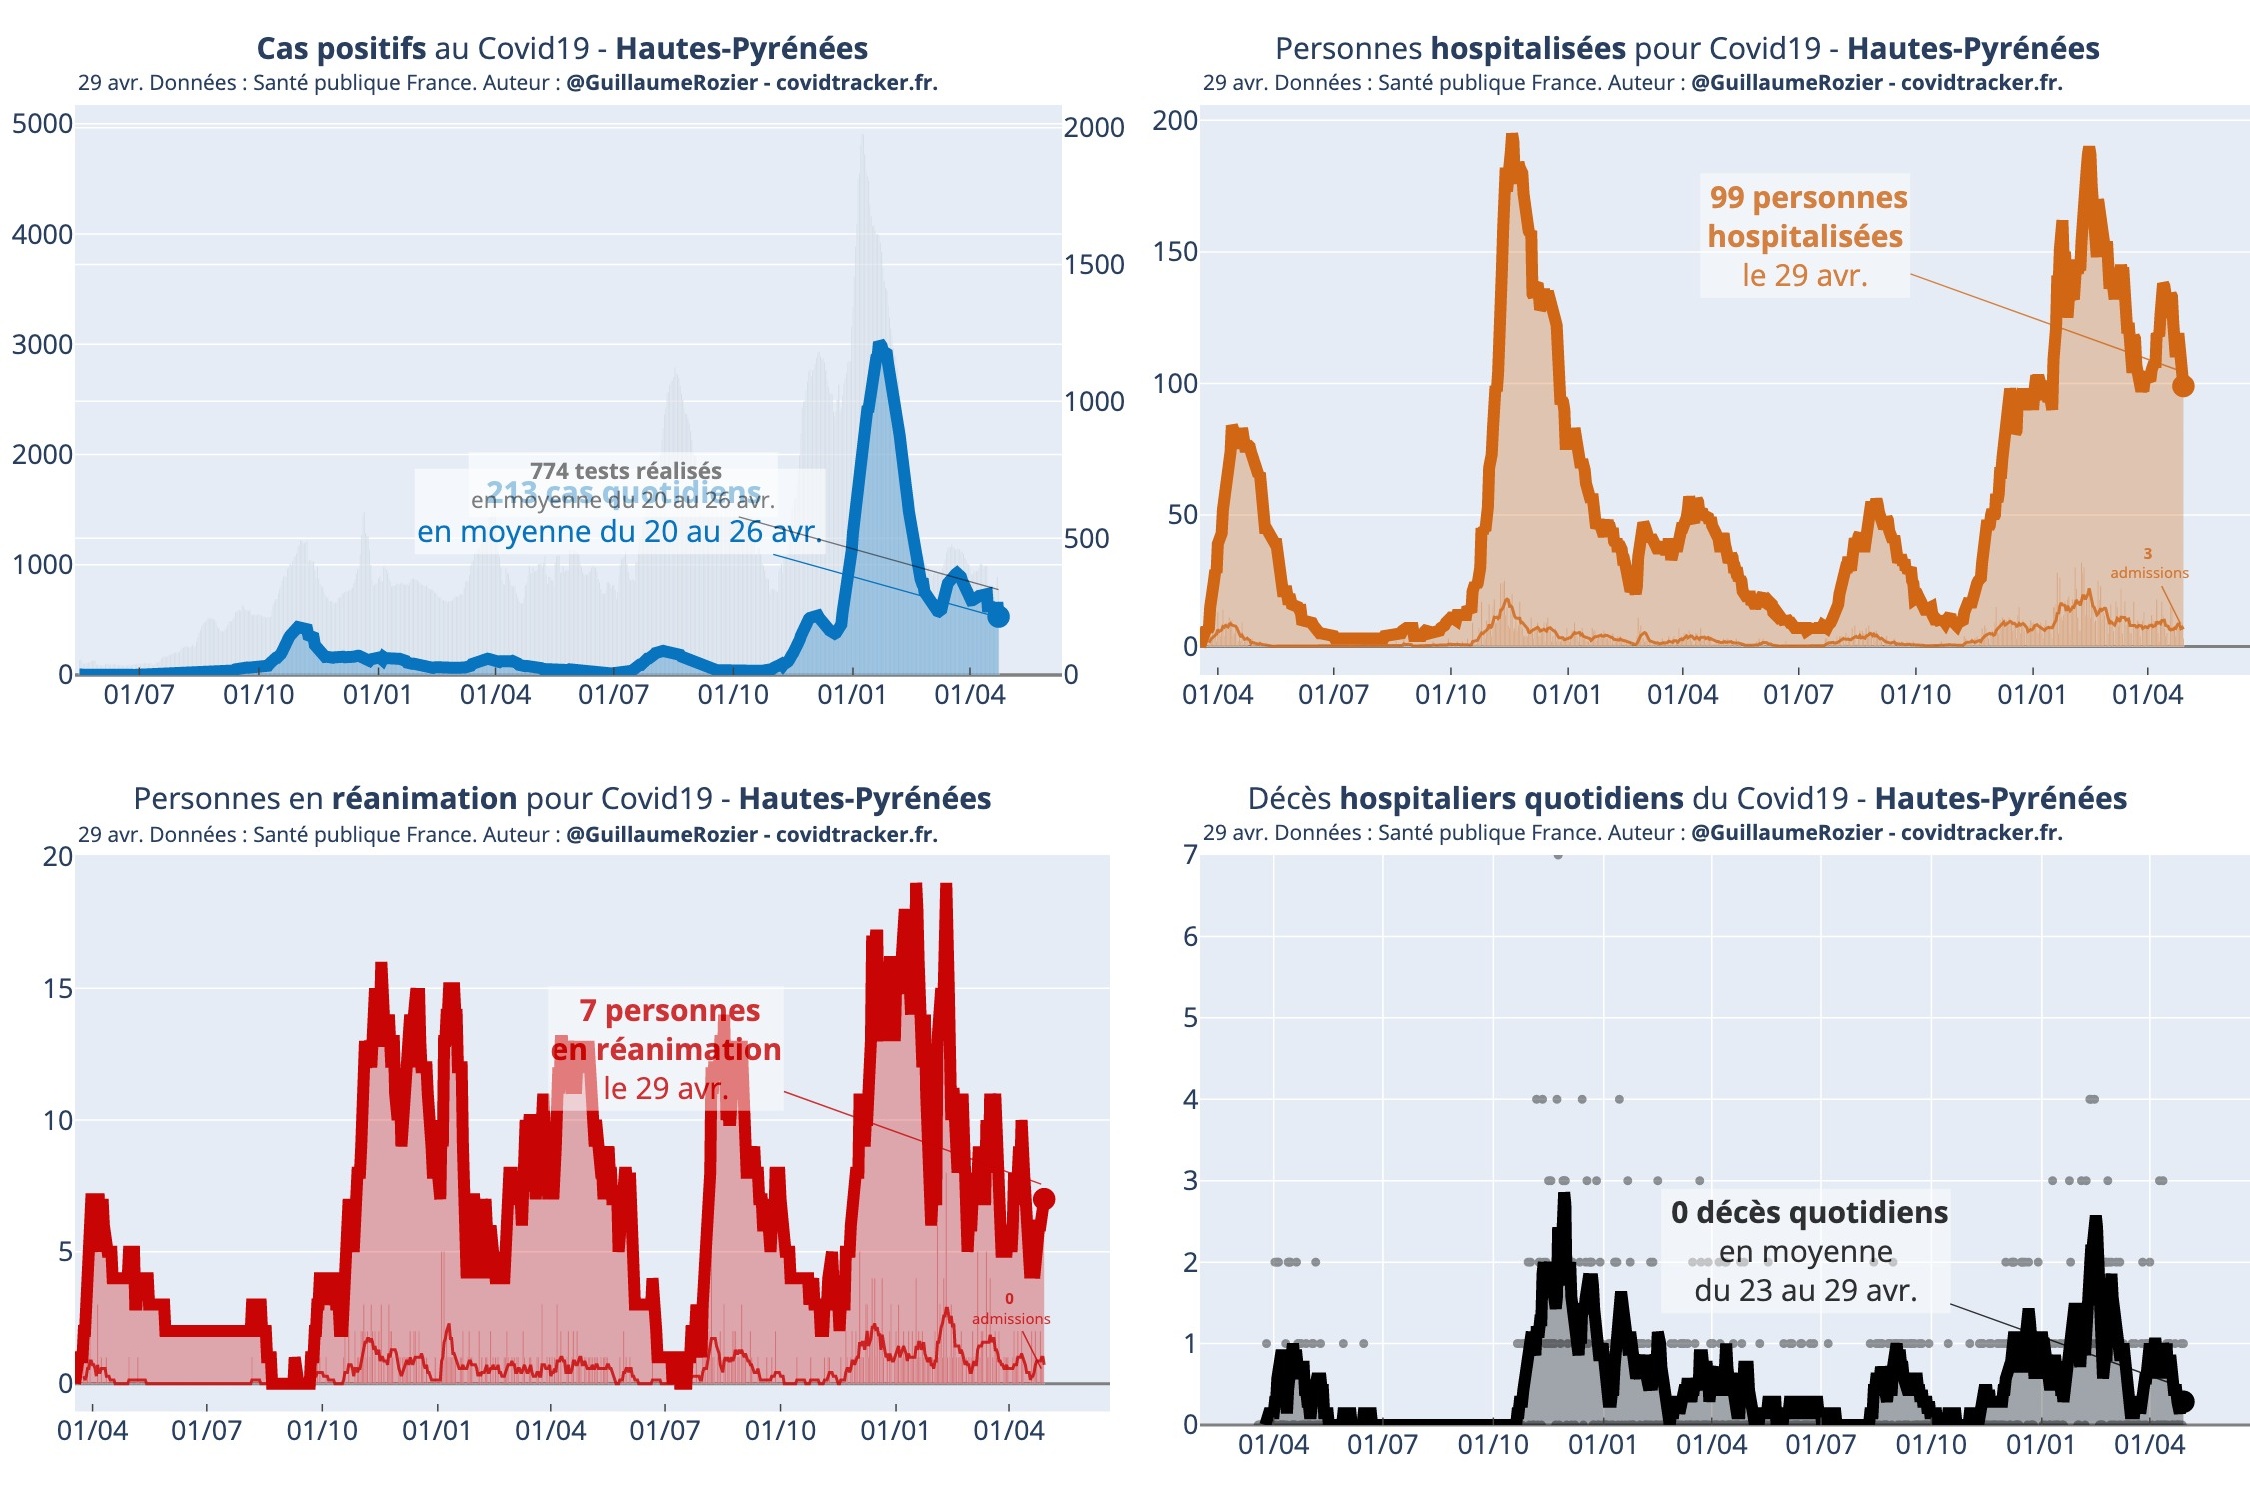 Cas positifs au Covid19 - Hautes-Pyrénées
29 avr. Données : Santé publique France. Auteur : @GuillaumeRozier - covidtracker.fr.
5000
4000
3000
2000
1000
0
2000
1500
1000
500
0
774 tests réalisés
en moyenne du 20 au 26 avr.
213 cas quotidiens
en moyenne du 20 au 26 avr.
01/07 01/10 01/01 01/04 01/07 01/10 01/01 01/04
Personnes hospitalisées pour Covid19 - Hautes-Pyrénées
29 avr. Données : Santé publique France. Auteur : @GuillaumeRozier - covidtracker.fr.
200
150
100
50
0
99 personnes
hospitalisées
le 29 avr.
3
admissions
01/04 01/07 01/10 01/01 01/04 01/07 01/10 01/01 01/04
Personnes en réanimation pour Covid19 - Hautes-Pyrénées
29 avr. Données : Santé publique France. Auteur : @GuillaumeRozier - covidtracker.fr.
20
15
10
5
0
7 personnes
en réanimation
le 29 avr.
0
admissions
01/04 01/07 01/10 01/01 01/04 01/07 01/10 01/01 01/04
Décès hospitaliers quotidiens du Covid19 - Hautes-Pyrénées
29 avr. Données : Santé publique France. Auteur : @GuillaumeRozier - covidtracker.fr.
7
6
5
4
3
2
1
0
0 décès quotidiens
en moyenne
du 23 au 29 avr.
01/04 01/07 01/10 01/01 01/04 01/07 01/10 01/01 01/04